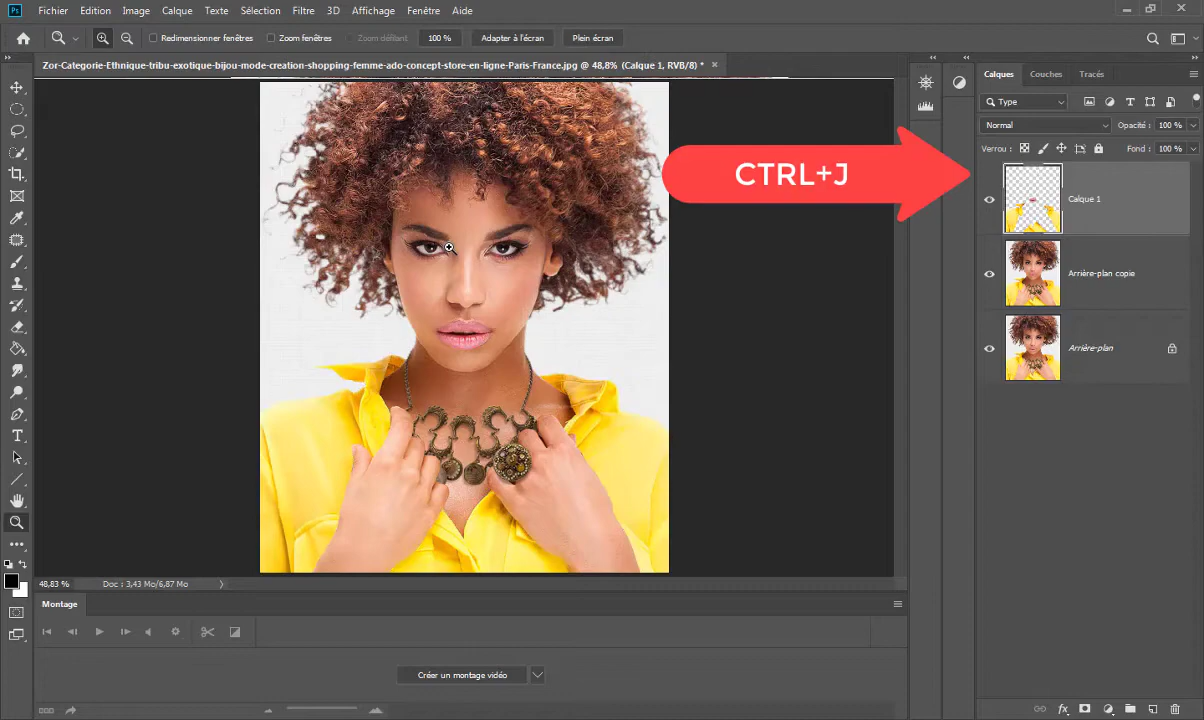 Ps Fichier Edition Image Calque Texte Sélection Filtre 3D Affichage Fenêtre Aide
Redimensionner fenêtres Zoom fenêtres Zoom défilant 100 % Adapter à l'écran Plein écran
Zor-Categorie-Ethnique-tribu-exotique-bijou-mode-creation-shopping-femme-ado-concept-store-en-ligne-Paris-France.jpg @ 48,8% (Calque 1, RVB/8) *
Calques Couches Tracés
Type
Normal Opacité : 100 %
Verrou : Fond : 100 %
CTRL+J
Calque 1
Arrière-plan copie
Arrière-plan
48,83 % Doc : 3,43 Mo/6,87 Mo
Montage
Créer un montage vidéo